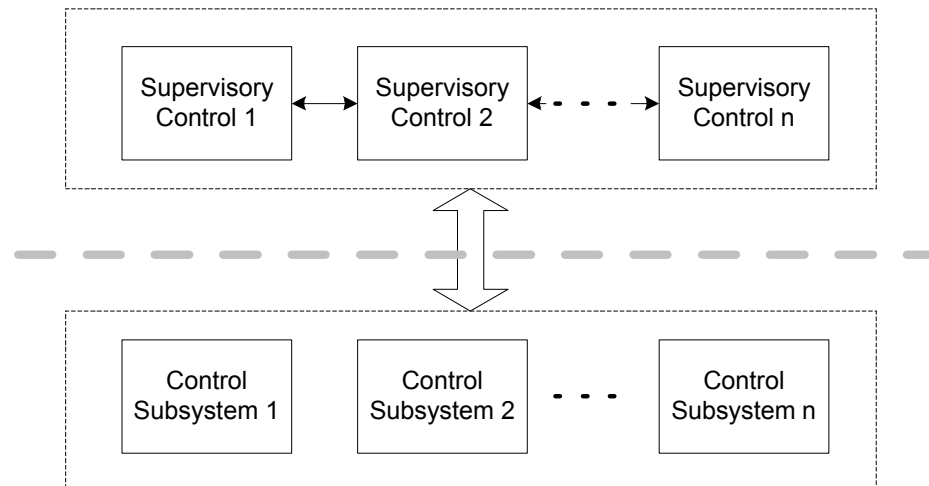 Supervisory
Control 1
Supervisory
Control 2
Supervisory
Control n
Control
Subsystem 1
Control
Subsystem 2
Control
Subsystem n